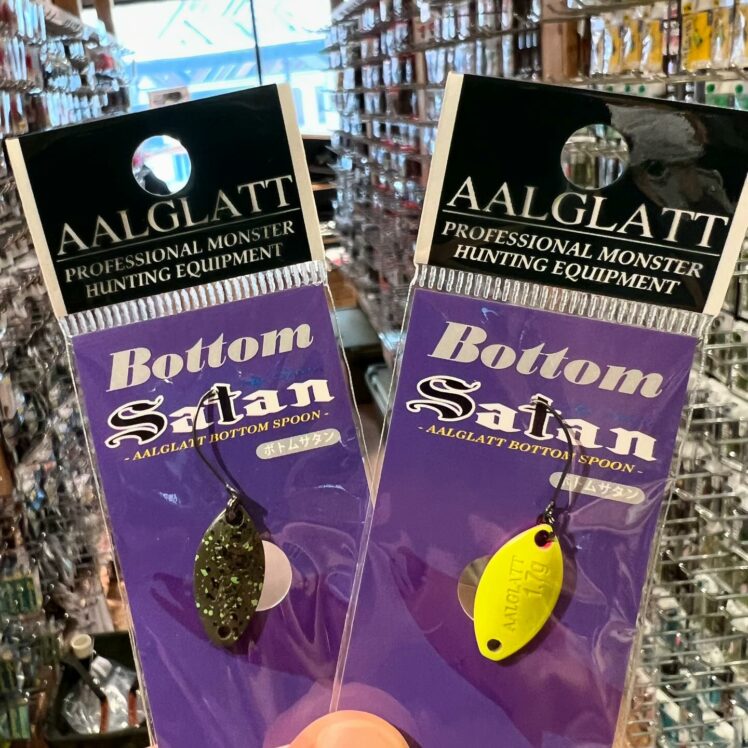 AALGLATT
PROFESSIONAL MONSTER
HUNTING EQUIPMENT
Bottom
Satan
- AALGLATT BOTTOM SPOON -
ボトムサタン
AALGLATT
PROFESSIONAL MONSTER
HUNTING EQUIPMENT
Bottom
Satan
- AALGLATT BOTTOM SPOON -
ボトムサタン
AALGLATT
1.7g